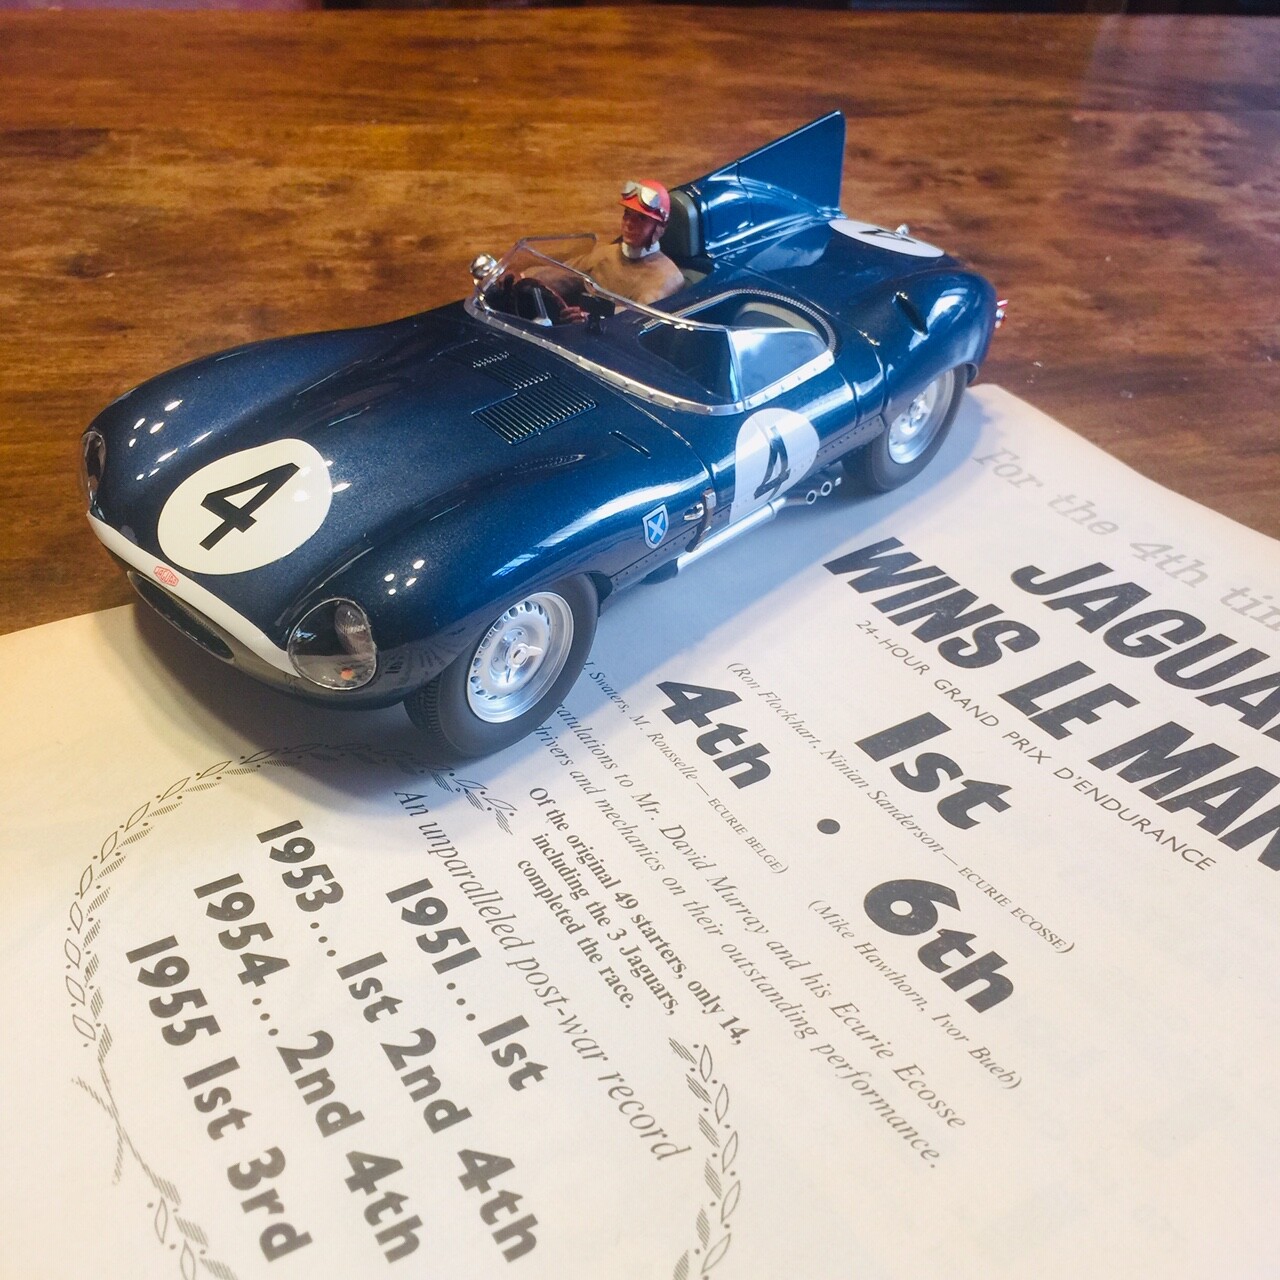 4
4
4
For the 4th
JAGUA
WINS LE MAN
24-HOUR GRAND PRIX D'ENDURANCE
1st
(Ron Flockhart, Ninian Sanderson — ECURIE ECOSSE)
4th • 6th
Swaters, M. Rousselle — ECURIE BELGE)
(Mike Hawthorn, Ivor Bueb)
to Mr. David Murray and his Ecurie Ecosse
drivers and mechanics on their outstanding performance.
Of the original 49 starters, only 14,
including the 3 Jaguars,
completed the race.
An unparalleled post-war record
1951... 1st
1953... 1st 2nd 4th
1954... 2nd 4th
1955 1st 3rd